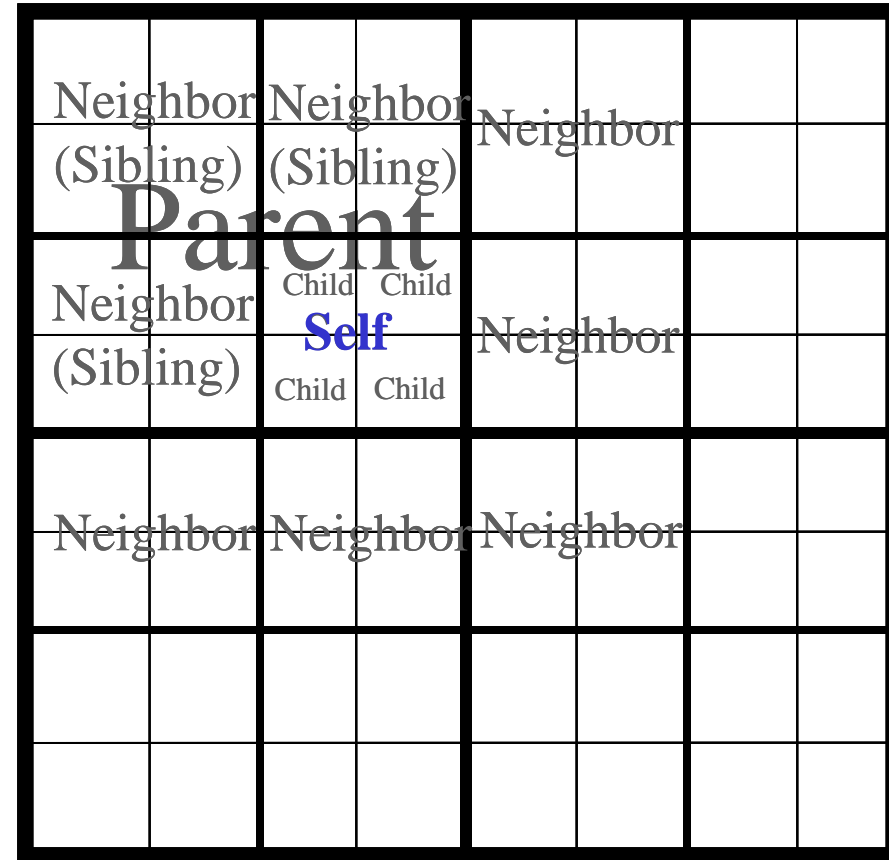 Neighbor Neighbor Neighbor
(Sibling) (Sibling)
Parent
Neighbor Child Child
Self Neighbor
(Sibling) Child Child
Neighbor Neighbor Neighbor